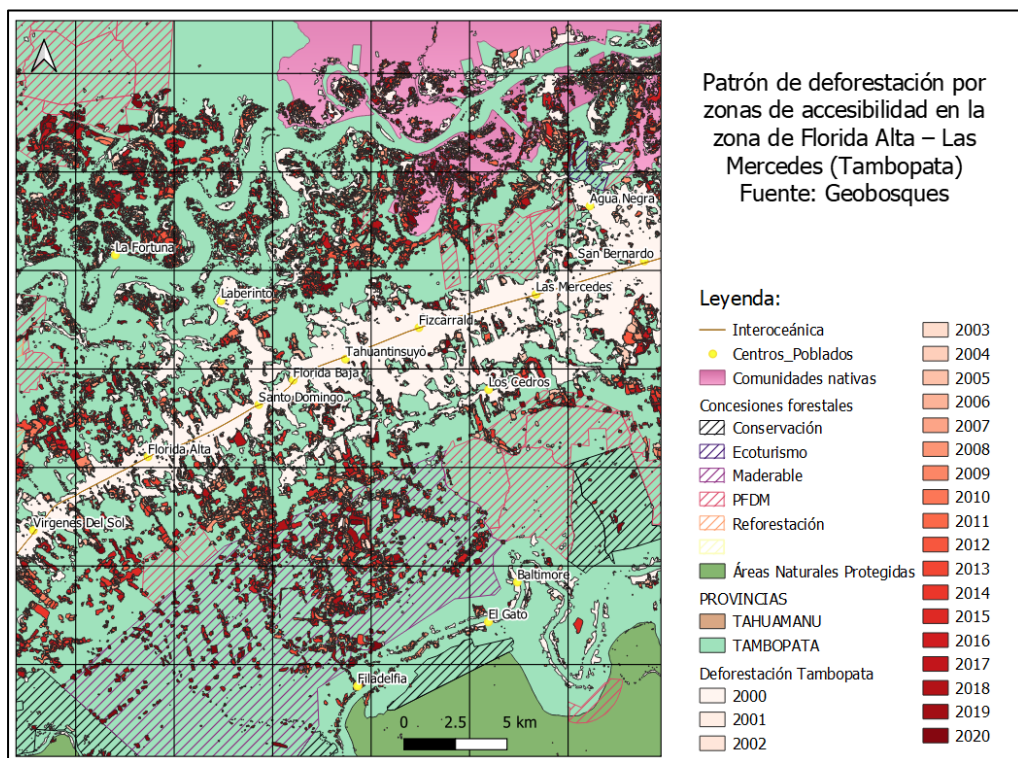 Patrón de deforestación por
zonas de accesibilidad en la
zona de Florida Alta – Las
Mercedes (Tambopata)
Fuente: Geobosques
Agua Negra
La Fortuna
San Bernardo
Las Mercedes
Laberinto
Fizcarrald
Tahuantinsuyo
Florida Baja
Los Cedros
Santo Domingo
Florida Alta
Virgenes Del Sol
Baltimore
El Gato
Filadelfia
0 2.5 5 km
4
Leyenda:
Interoceánica
Centros_Poblados
Comunidades nativas
Concesiones forestales
Conservación
Ecoturismo
Maderable
PFDM
Reforestación
Áreas Naturales Protegidas
PROVINCIAS
TAHUAMANU
TAMBOPATA
Deforestación Tambopata
2000
2001
2002
2003
2004
2005
2006
2007
2008
2009
2010
2011
2012
2013
2014
2015
2016
2017
2018
2019
2020